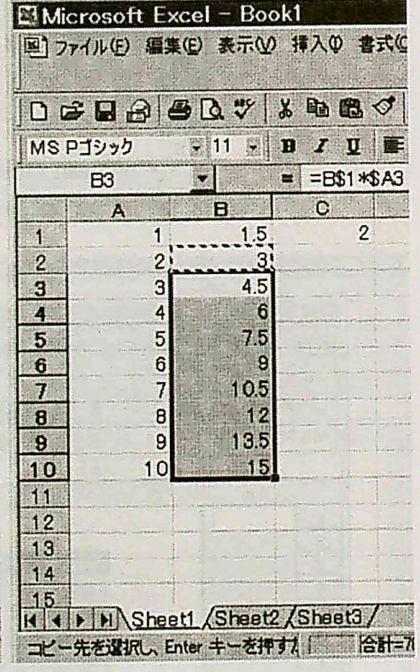 Microsoft Excel - Book1
ファイル(F) 編集(E) 表示(V) 挿入(I) 書式(
MS Pゴシック 11 B I U
B3 = =B$1*$A3
A B C
1 1 1.5 2
2 2 3
3 3 4.5
4 4 6
5 5 7.5
6 6 9
7 7 10.5
8 8 12
9 9 13.5
10 10 15
11
12
13
14
15
Sheet1 Sheet2 Sheet3
コピー先を選択し、Enter キーを押す 合計=7